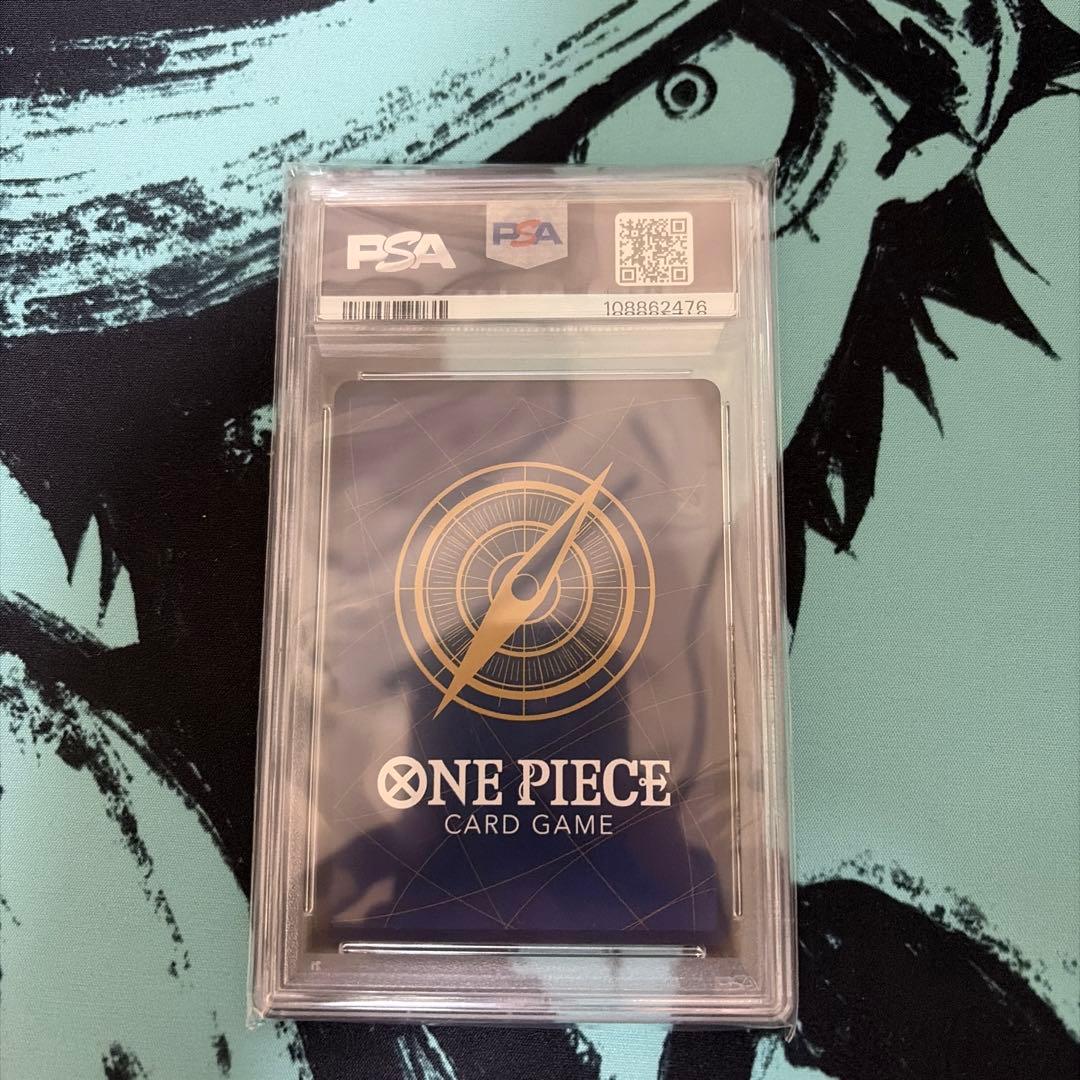 PSA
PSA
108862476
ONE PIECE
CARD GAME